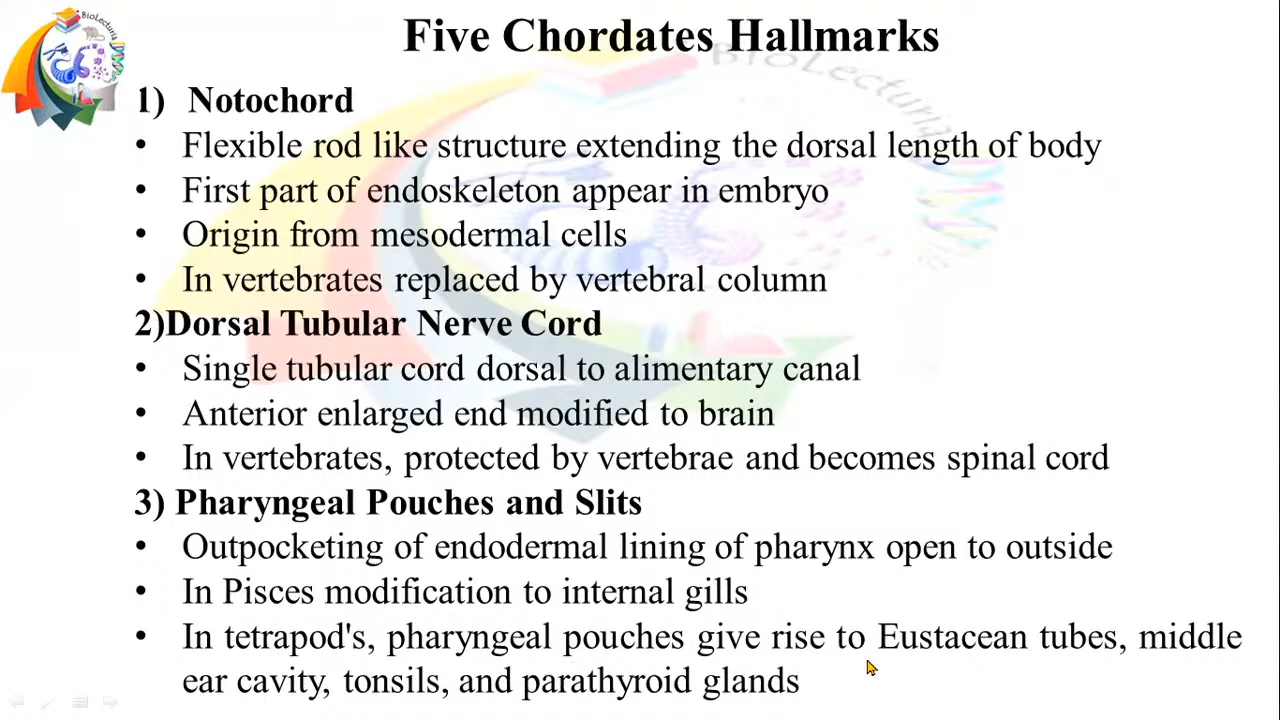 BioLecturia
Five Chordates Hallmarks
1) Notochord
• Flexible rod like structure extending the dorsal length of body
• First part of endoskeleton appear in embryo
• Origin from mesodermal cells
• In vertebrates replaced by vertebral column
2)Dorsal Tubular Nerve Cord
• Single tubular cord dorsal to alimentary canal
• Anterior enlarged end modified to brain
• In vertebrates, protected by vertebrae and becomes spinal cord
3) Pharyngeal Pouches and Slits
• Outpocketing of endodermal lining of pharynx open to outside
• In Pisces modification to internal gills
• In tetrapod's, pharyngeal pouches give rise to Eustacean tubes, middle
ear cavity, tonsils, and parathyroid glands
BioLecturia